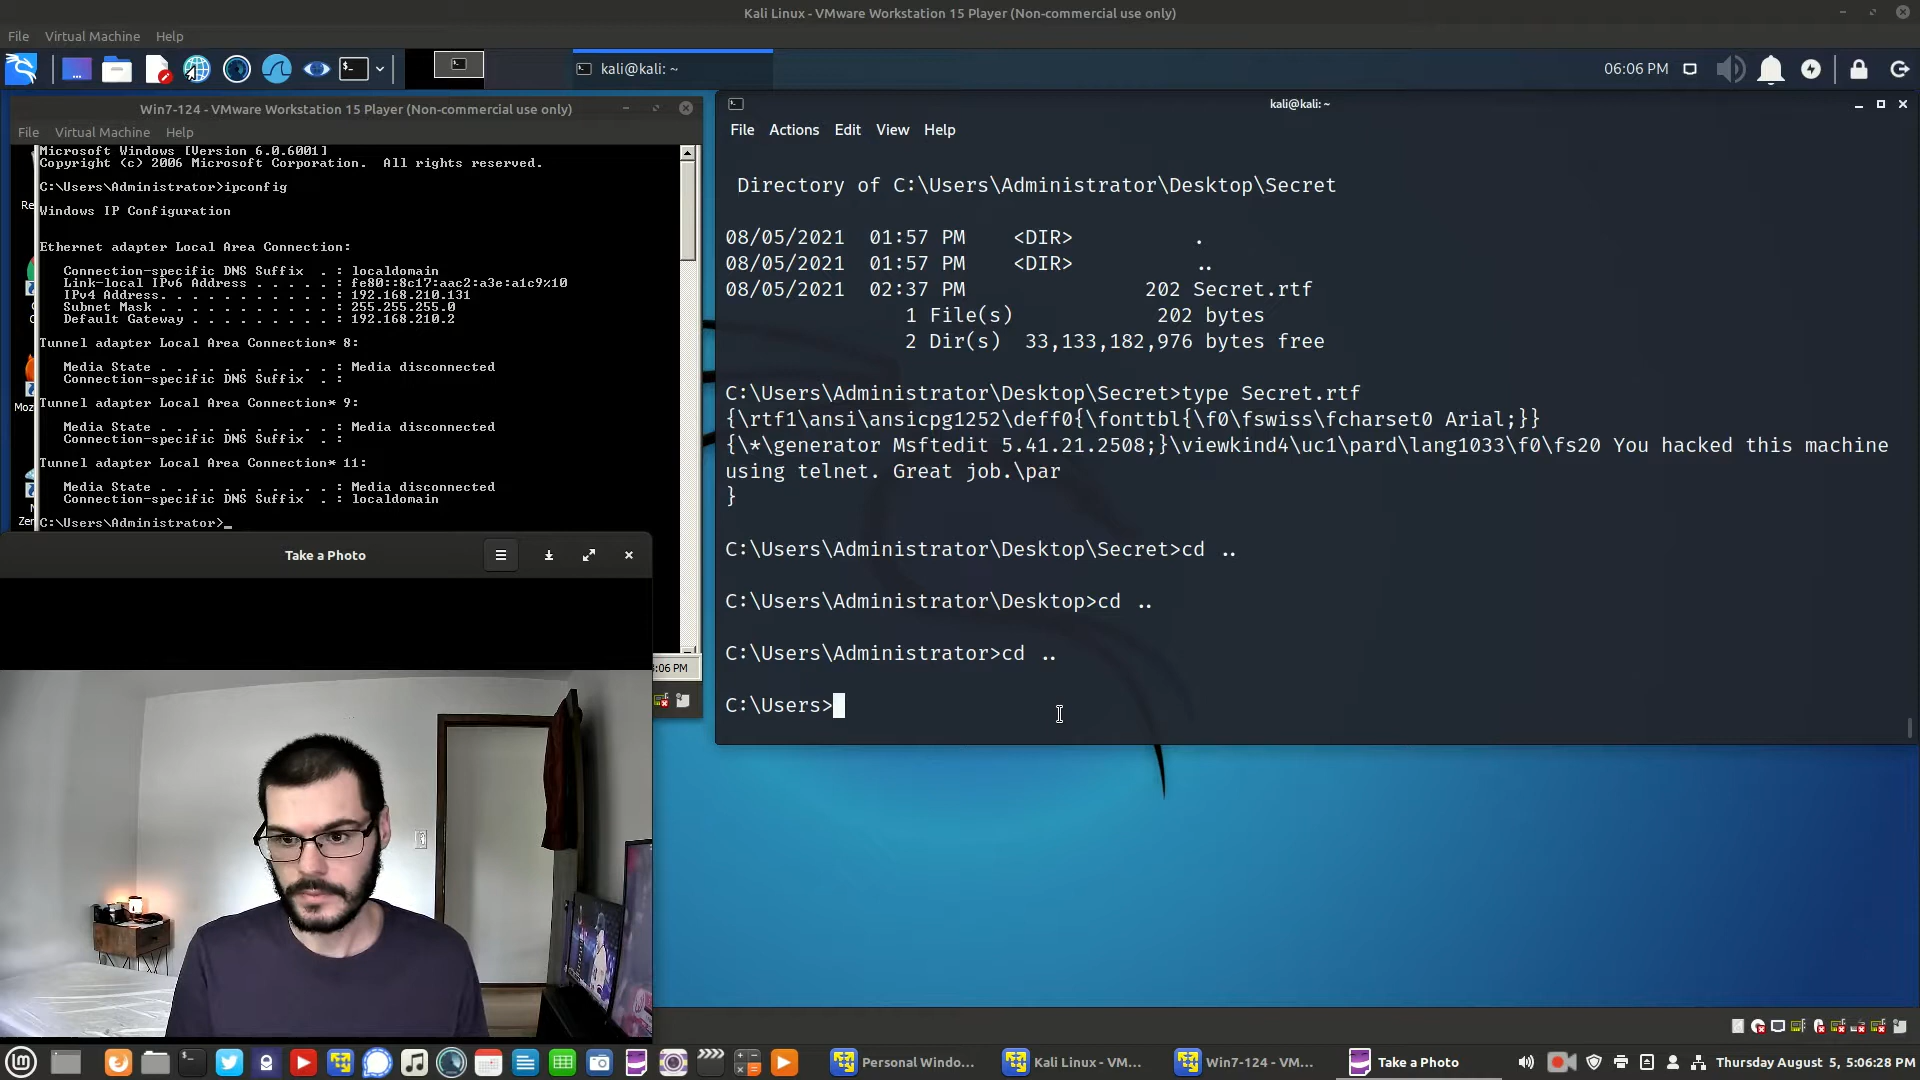 Kali Linux - VMware Workstation 15 Player (Non-commercial use only)
File Virtual Machine Help
kali@kali: ~
06:06 PM
Win7-124 - VMware Workstation 15 Player (Non-commercial use only)
File Virtual Machine Help
Microsoft Windows [Version 6.0.6001]
Copyright (c) 2006 Microsoft Corporation. All rights reserved.
C:\Users\Administrator>ipconfig
Windows IP Configuration
Ethernet adapter Local Area Connection:
Connection-specific DNS Suffix . : localdomain
Link-local IPv6 Address . . . . . : fe80::8c17:aac2:a3e:a1c9%10
IPv4 Address. . . . . . . . . . . : 192.168.210.131
Subnet Mask . . . . . . . . . . . : 255.255.255.0
Default Gateway . . . . . . . . . : 192.168.210.2
Tunnel adapter Local Area Connection* 8:
Media State . . . . . . . . . . . : Media disconnected
Connection-specific DNS Suffix . :
Tunnel adapter Local Area Connection* 9:
Media State . . . . . . . . . . . : Media disconnected
Connection-specific DNS Suffix . :
Tunnel adapter Local Area Connection* 11:
Media State . . . . . . . . . . . : Media disconnected
Connection-specific DNS Suffix . : localdomain
C:\Users\Administrator>_
Re
Moz
Zen
:06 PM
Take a Photo
kali@kali: ~
File Actions Edit View Help
Directory of C:\Users\Administrator\Desktop\Secret
08/05/2021 01:57 PM <DIR> .
08/05/2021 01:57 PM <DIR> ..
08/05/2021 02:37 PM 202 Secret.rtf
1 File(s) 202 bytes
2 Dir(s) 33,133,182,976 bytes free
C:\Users\Administrator\Desktop\Secret>type Secret.rtf
{\rtf1\ansi\ansicpg1252\deff0{\fonttbl{\f0\fswiss\fcharset0 Arial;}}
{\*\generator Msftedit 5.41.21.2508;}\viewkind4\uc1\pard\lang1033\f0\fs20 You hacked this machine
using telnet. Great job.\par
}
C:\Users\Administrator\Desktop\Secret>cd ..
C:\Users\Administrator\Desktop>cd ..
C:\Users\Administrator>cd ..
C:\Users>
Personal Windo...
Kali Linux - VM...
Win7-124 - VM...
Take a Photo
Thursday August 5, 5:06:28 PM